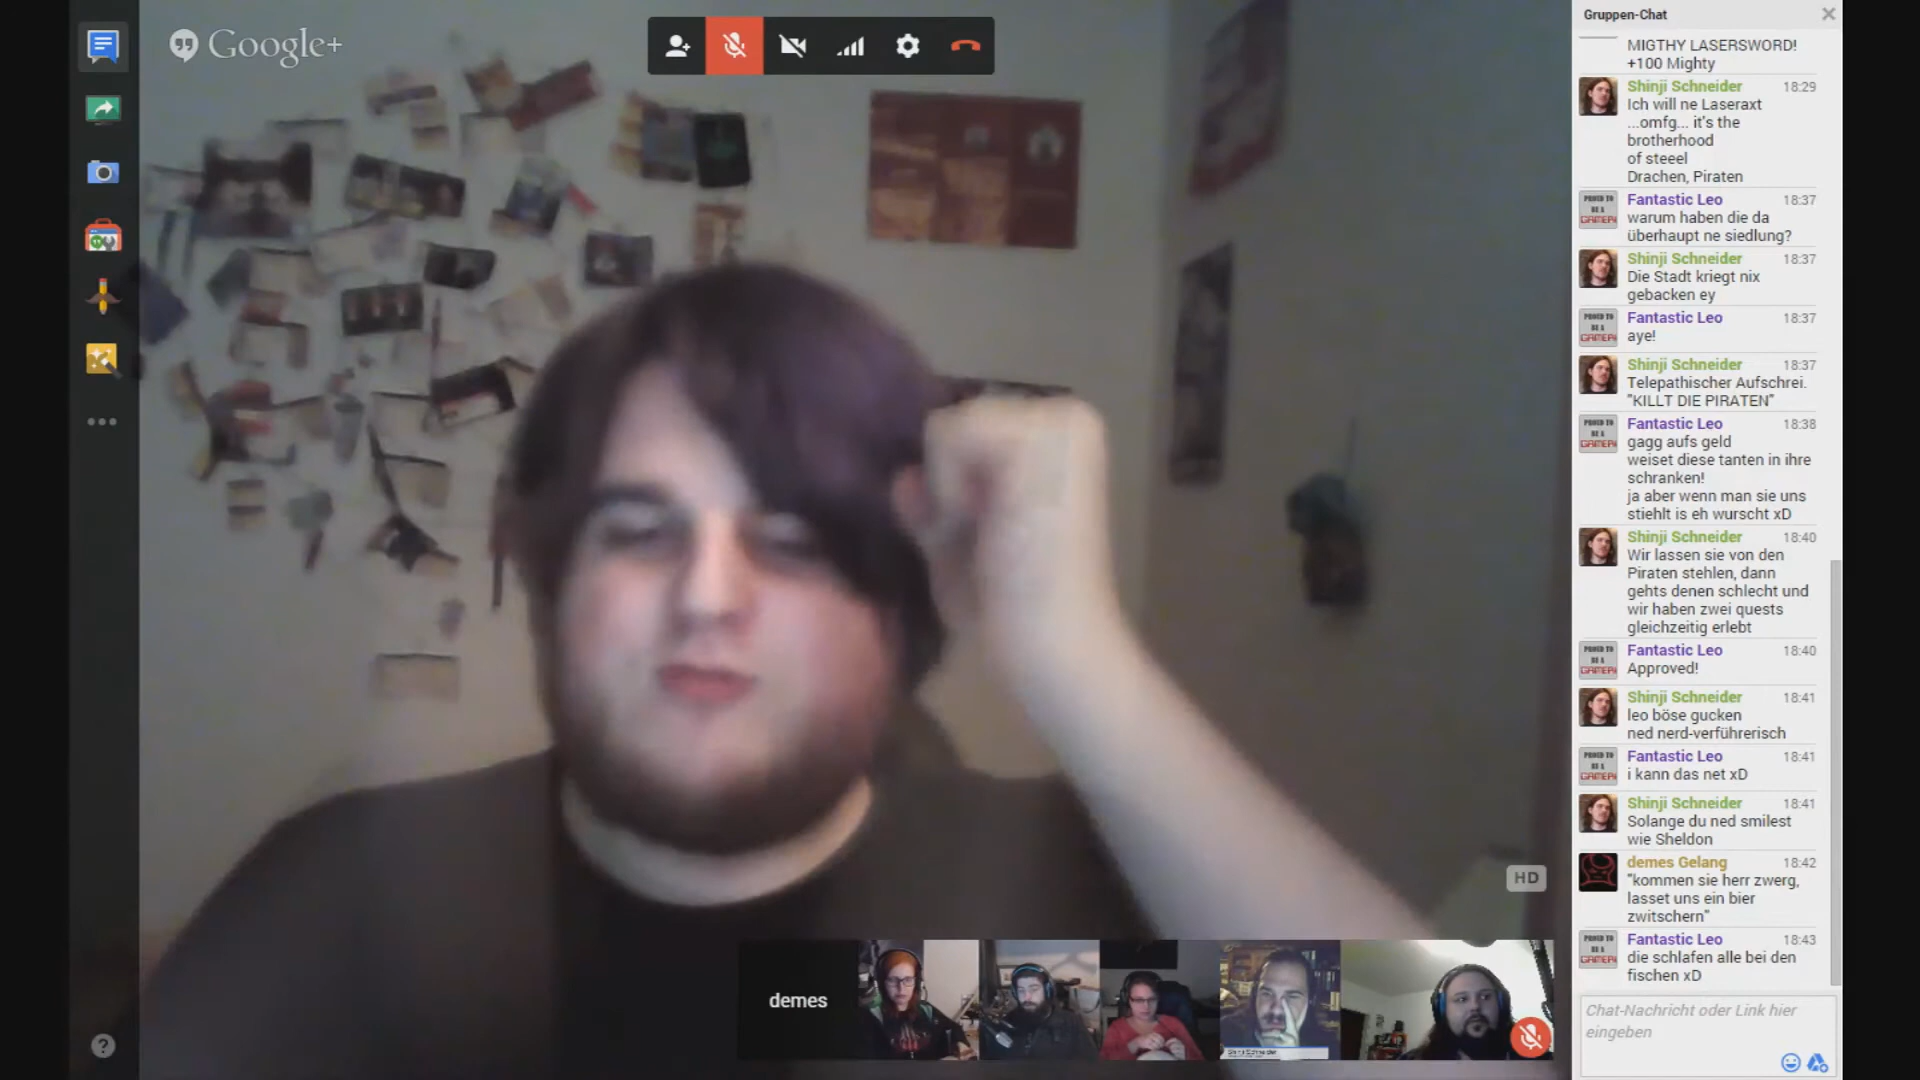 Google+
Gruppen-Chat
MIGTHY LASERSWORD!
+100 Mighty
Shinji Schneider 18:29
Ich will ne Laseraxt
...omfg... it's the
brotherhood
of steeel
Drachen, Piraten
Fantastic Leo 18:37
warum haben die da
überhaupt ne siedlung?
Shinji Schneider 18:37
Die Stadt kriegt nix
gebacken ey
Fantastic Leo 18:37
aye!
Shinji Schneider 18:37
Telepathischer Aufschrei.
"KILLT DIE PIRATEN"
Fantastic Leo 18:38
gagg aufs geld
weiset diese tanten in ihre
schranken!
ja aber wenn man sie uns
stiehlt is eh wurscht xD
Shinji Schneider 18:40
Wir lassen sie von den
Piraten stehlen, dann
gehts denen schlecht und
wir haben zwei quests
gleichzeitig erlebt
Fantastic Leo 18:40
Approved!
Shinji Schneider 18:41
leo böse gucken
ned nerd-verführerisch
Fantastic Leo 18:41
i kann das net xD
Shinji Schneider 18:41
Solange du ned smilest
wie Sheldon
demes Gelang 18:42
"kommen sie herr zwerg,
lasset uns ein bier
zwitschern"
Fantastic Leo 18:43
die schlafen alle bei den
fischen xD
Chat-Nachricht oder Link hier
eingeben
HD
demes
Shinji Schneider
?